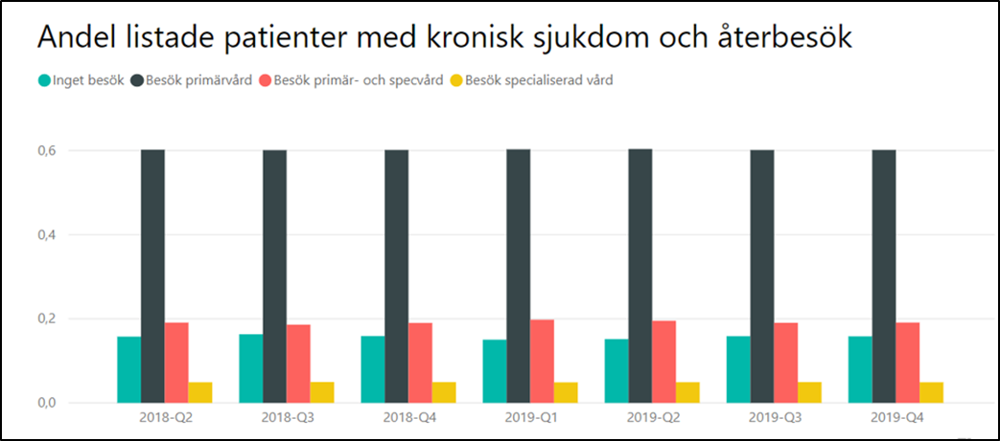 Andel listade patienter med kronisk sjukdom och återbesök
Inget besök Besök primärvård Besök primär- och specvård Besök specialiserad vård
0,6
0,4
0,2
0,0
2018-Q2 2018-Q3 2018-Q4 2019-Q1 2019-Q2 2019-Q3 2019-Q4